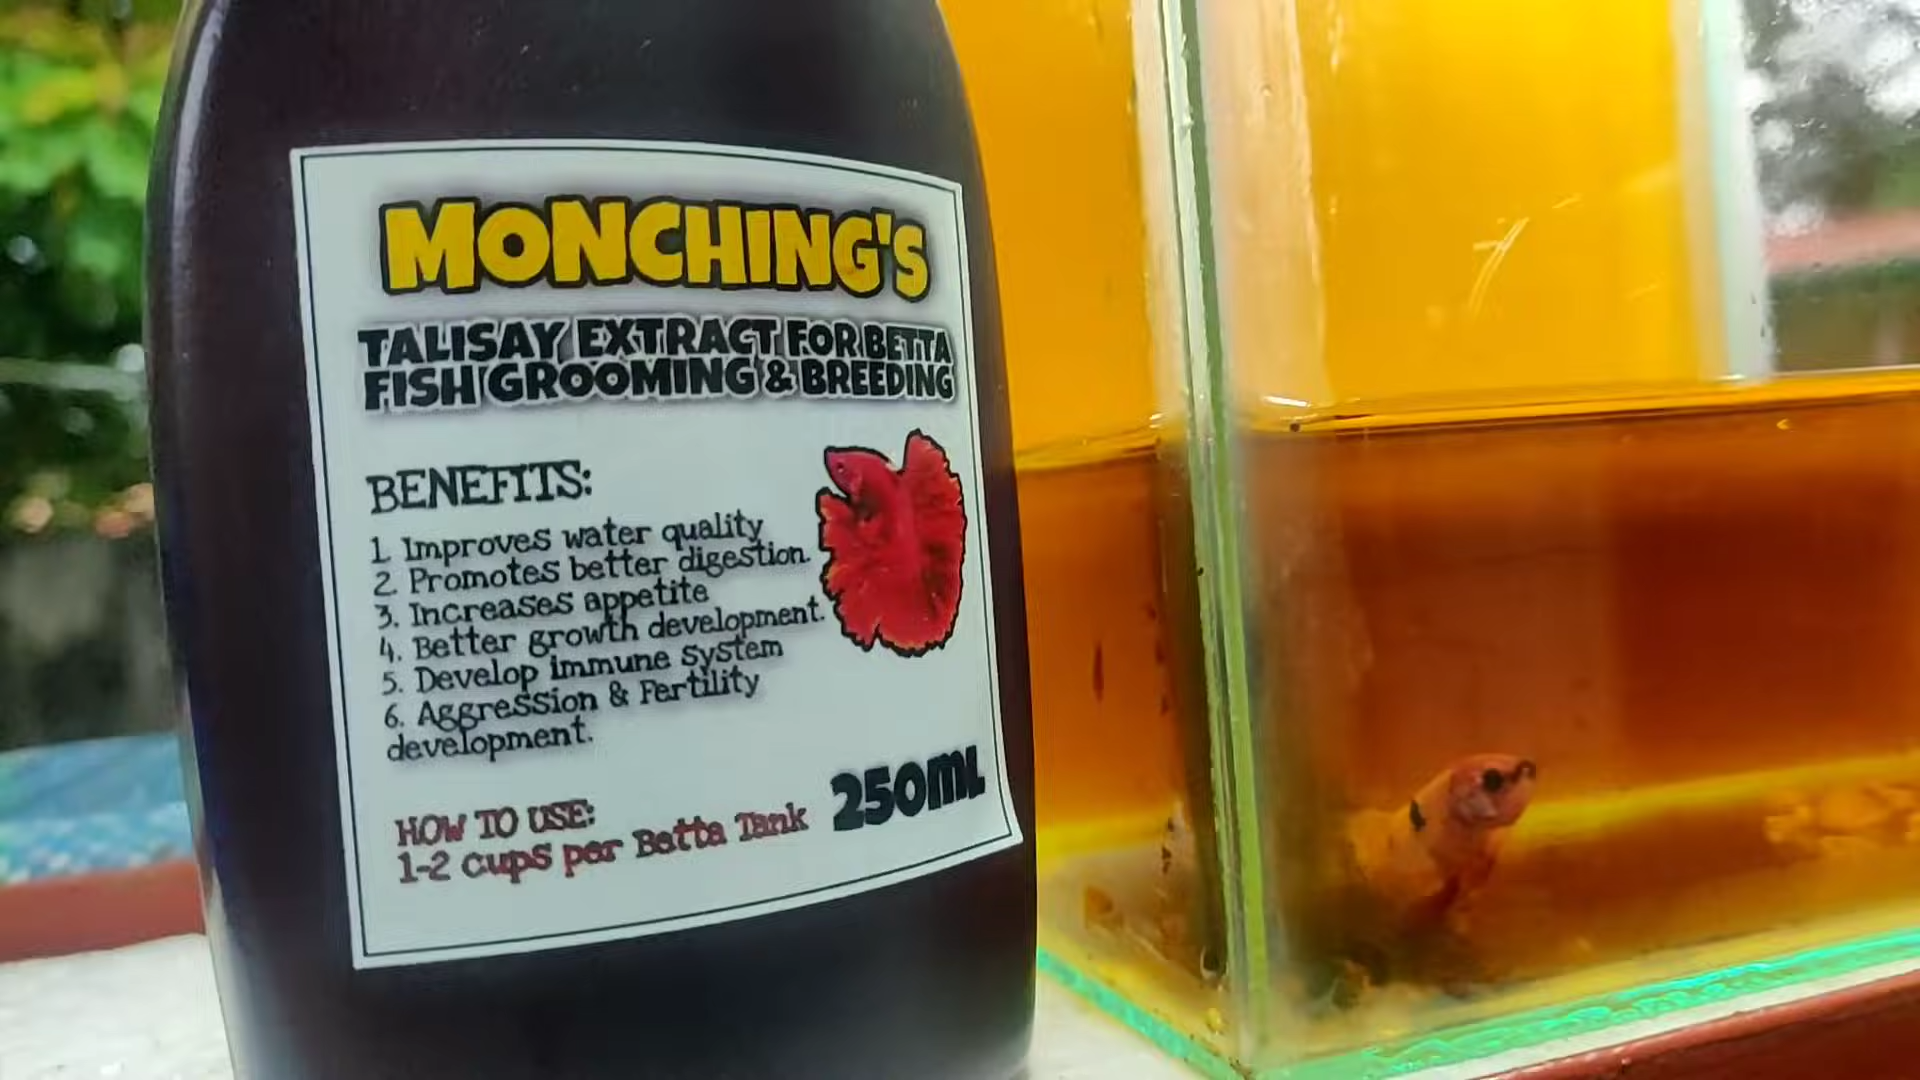 MONCHING'S
TALISAY EXTRACT FOR BETTA
FISH GROOMING & BREEDING
BENEFITS:
1. Improves water quality
2. Promotes better digestion.
3. Increases appetite
4. Better growth development.
5. Develop immune system
6. Aggression & Fertility
development.
HOW TO USE:
1-2 cups per Betta Tank
250mL